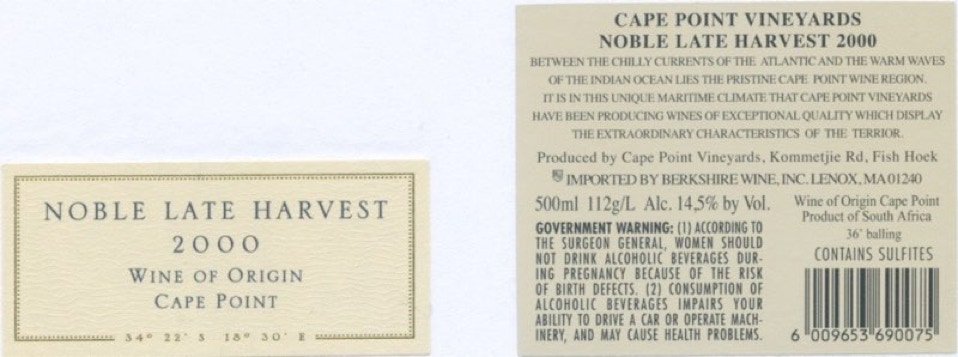 NOBLE LATE HARVEST
2000
WINE OF ORIGIN
CAPE POINT
34° 22' S 18° 30' E
CAPE POINT VINEYARDS
NOBLE LATE HARVEST 2000
BETWEEN THE CHILLY CURRENTS OF THE ATLANTIC AND THE WARM WAVES
OF THE INDIAN OCEAN LIES THE PRISTINE CAPE POINT WINE REGION.
IT IS IN THIS UNIQUE MARITIME CLIMATE THAT CAPE POINT VINEYARDS
HAVE BEEN PRODUCING WINES OF EXCEPTIONAL QUALITY WHICH DISPLAY
THE EXTRAORDINARY CHARACTERISTICS OF THE TERRIOR.
Produced by Cape Point Vineyards, Kommetjie Rd, Fish Hoek
IMPORTED BY BERKSHIRE WINE, INC. LENOX, MA 01240
500ml 112g/L Alc. 14,5% by Vol.
GOVERNMENT WARNING: (1) ACCORDING TO
THE SURGEON GENERAL, WOMEN SHOULD
NOT DRINK ALCOHOLIC BEVERAGES DUR-
ING PREGNANCY BECAUSE OF THE RISK
OF BIRTH DEFECTS. (2) CONSUMPTION OF
ALCOHOLIC BEVERAGES IMPAIRS YOUR
ABILITY TO DRIVE A CAR OR OPERATE MACH-
INERY, AND MAY CAUSE HEALTH PROBLEMS.
Wine of Origin Cape Point
Product of South Africa
36' balling
CONTAINS SULFITES
6 009653 690075